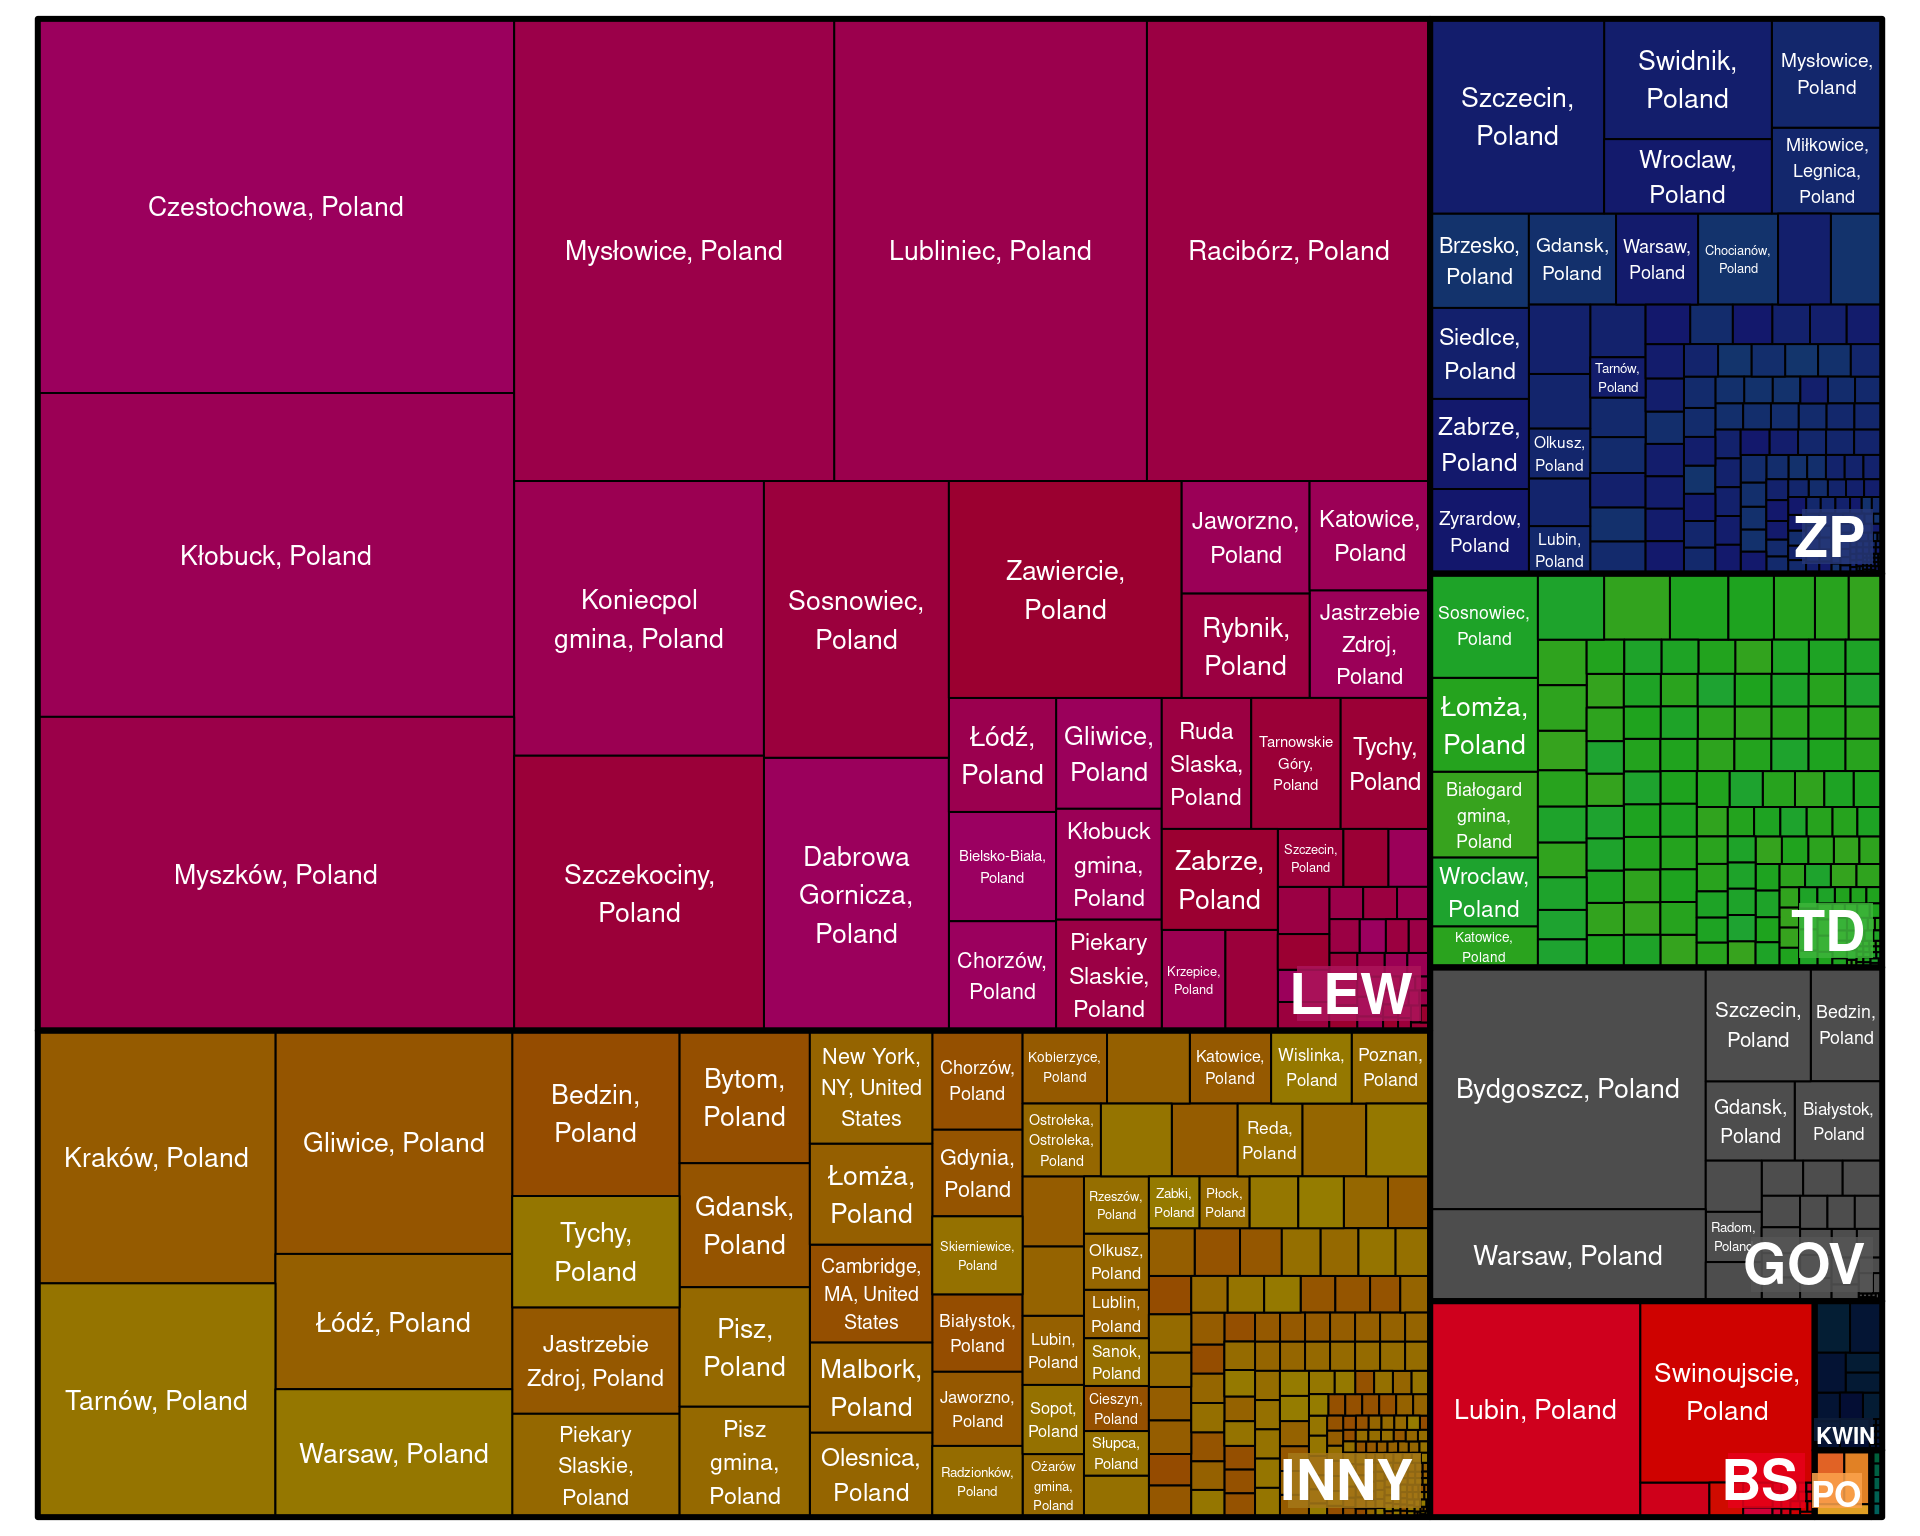 Czestochowa, Poland
Kłobuck, Poland
Myszków, Poland
Mysłowice, Poland
Lubliniec, Poland
Racibórz, Poland
Koniecpol
gmina, Poland
Szczekociny,
Poland
Sosnowiec,
Poland
Dabrowa
Gornicza,
Poland
Zawiercie,
Poland
Jaworzno,
Poland
Katowice,
Poland
Rybnik,
Poland
Jastrzebie
Zdroj,
Poland
Łódź,
Poland
Bielsko-Biała,
Poland
Chorzów,
Poland
Gliwice,
Poland
Kłobuck
gmina,
Poland
Piekary
Slaskie,
Poland
Ruda
Slaska,
Poland
Tarnowskie
Góry,
Poland
Tychy,
Poland
Zabrze,
Poland
Szczecin,
Poland
Krzepice,
Poland
LEW
Kraków, Poland
Tarnów, Poland
Gliwice, Poland
Łódź, Poland
Warsaw, Poland
Bedzin,
Poland
Tychy,
Poland
Jastrzebie
Zdroj, Poland
Piekary
Slaskie,
Poland
Bytom,
Poland
Gdansk,
Poland
Pisz,
Poland
Pisz
gmina,
Poland
New York,
NY, United
States
Łomża,
Poland
Cambridge,
MA, United
States
Malbork,
Poland
Olesnica,
Poland
Chorzów,
Poland
Gdynia,
Poland
Skierniewice,
Poland
Białystok,
Poland
Jaworzno,
Poland
Radzionków,
Poland
Kobierzyce,
Poland
Katowice,
Poland
Wislinka,
Poland
Poznan,
Poland
Ostrołeka,
Ostroleka,
Poland
Reda,
Poland
Rzeszów,
Poland
Zabki,
Poland
Płock,
Poland
Olkusz,
Poland
Lublin,
Poland
Lubin,
Poland
Sanok,
Poland
Sopot,
Poland
Cieszyn,
Poland
Słupca,
Poland
Ożarów
gmina,
Poland
INNY
Szczecin,
Poland
Swidnik,
Poland
Wroclaw,
Poland
Mysłowice,
Poland
Miłkowice,
Legnica,
Poland
Brzesko,
Poland
Gdansk,
Poland
Warsaw,
Poland
Chocianów,
Poland
Siedlce,
Poland
Zabrze,
Poland
Zyrardow,
Poland
Tarnów,
Poland
Olkusz,
Poland
Lubin,
Poland
ZP
Sosnowiec,
Poland
Łomża,
Poland
Białogard
gmina,
Poland
Wroclaw,
Poland
Katowice,
Poland
TD
Bydgoszcz, Poland
Warsaw, Poland
Szczecin,
Poland
Bedzin,
Poland
Gdansk,
Poland
Białystok,
Poland
Radom,
Poland
GOV
Lubin, Poland
Swinoujscie,
Poland
BS
KWIN
PO